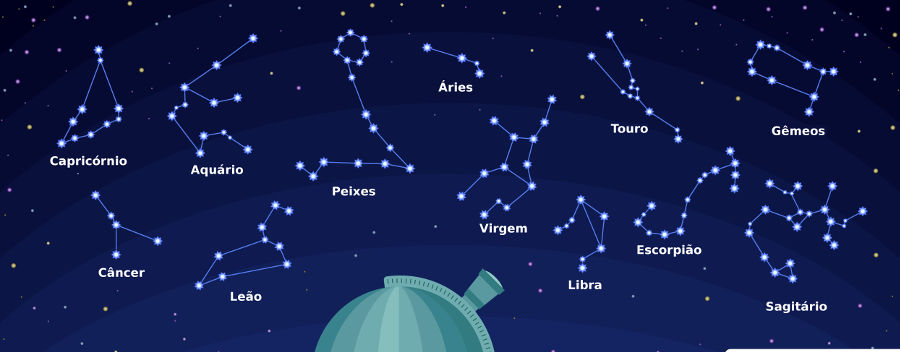 Capricórnio
Aquário
Peixes
Áries
Touro
Gêmeos
Câncer
Leão
Virgem
Libra
Escorpião
Sagitário